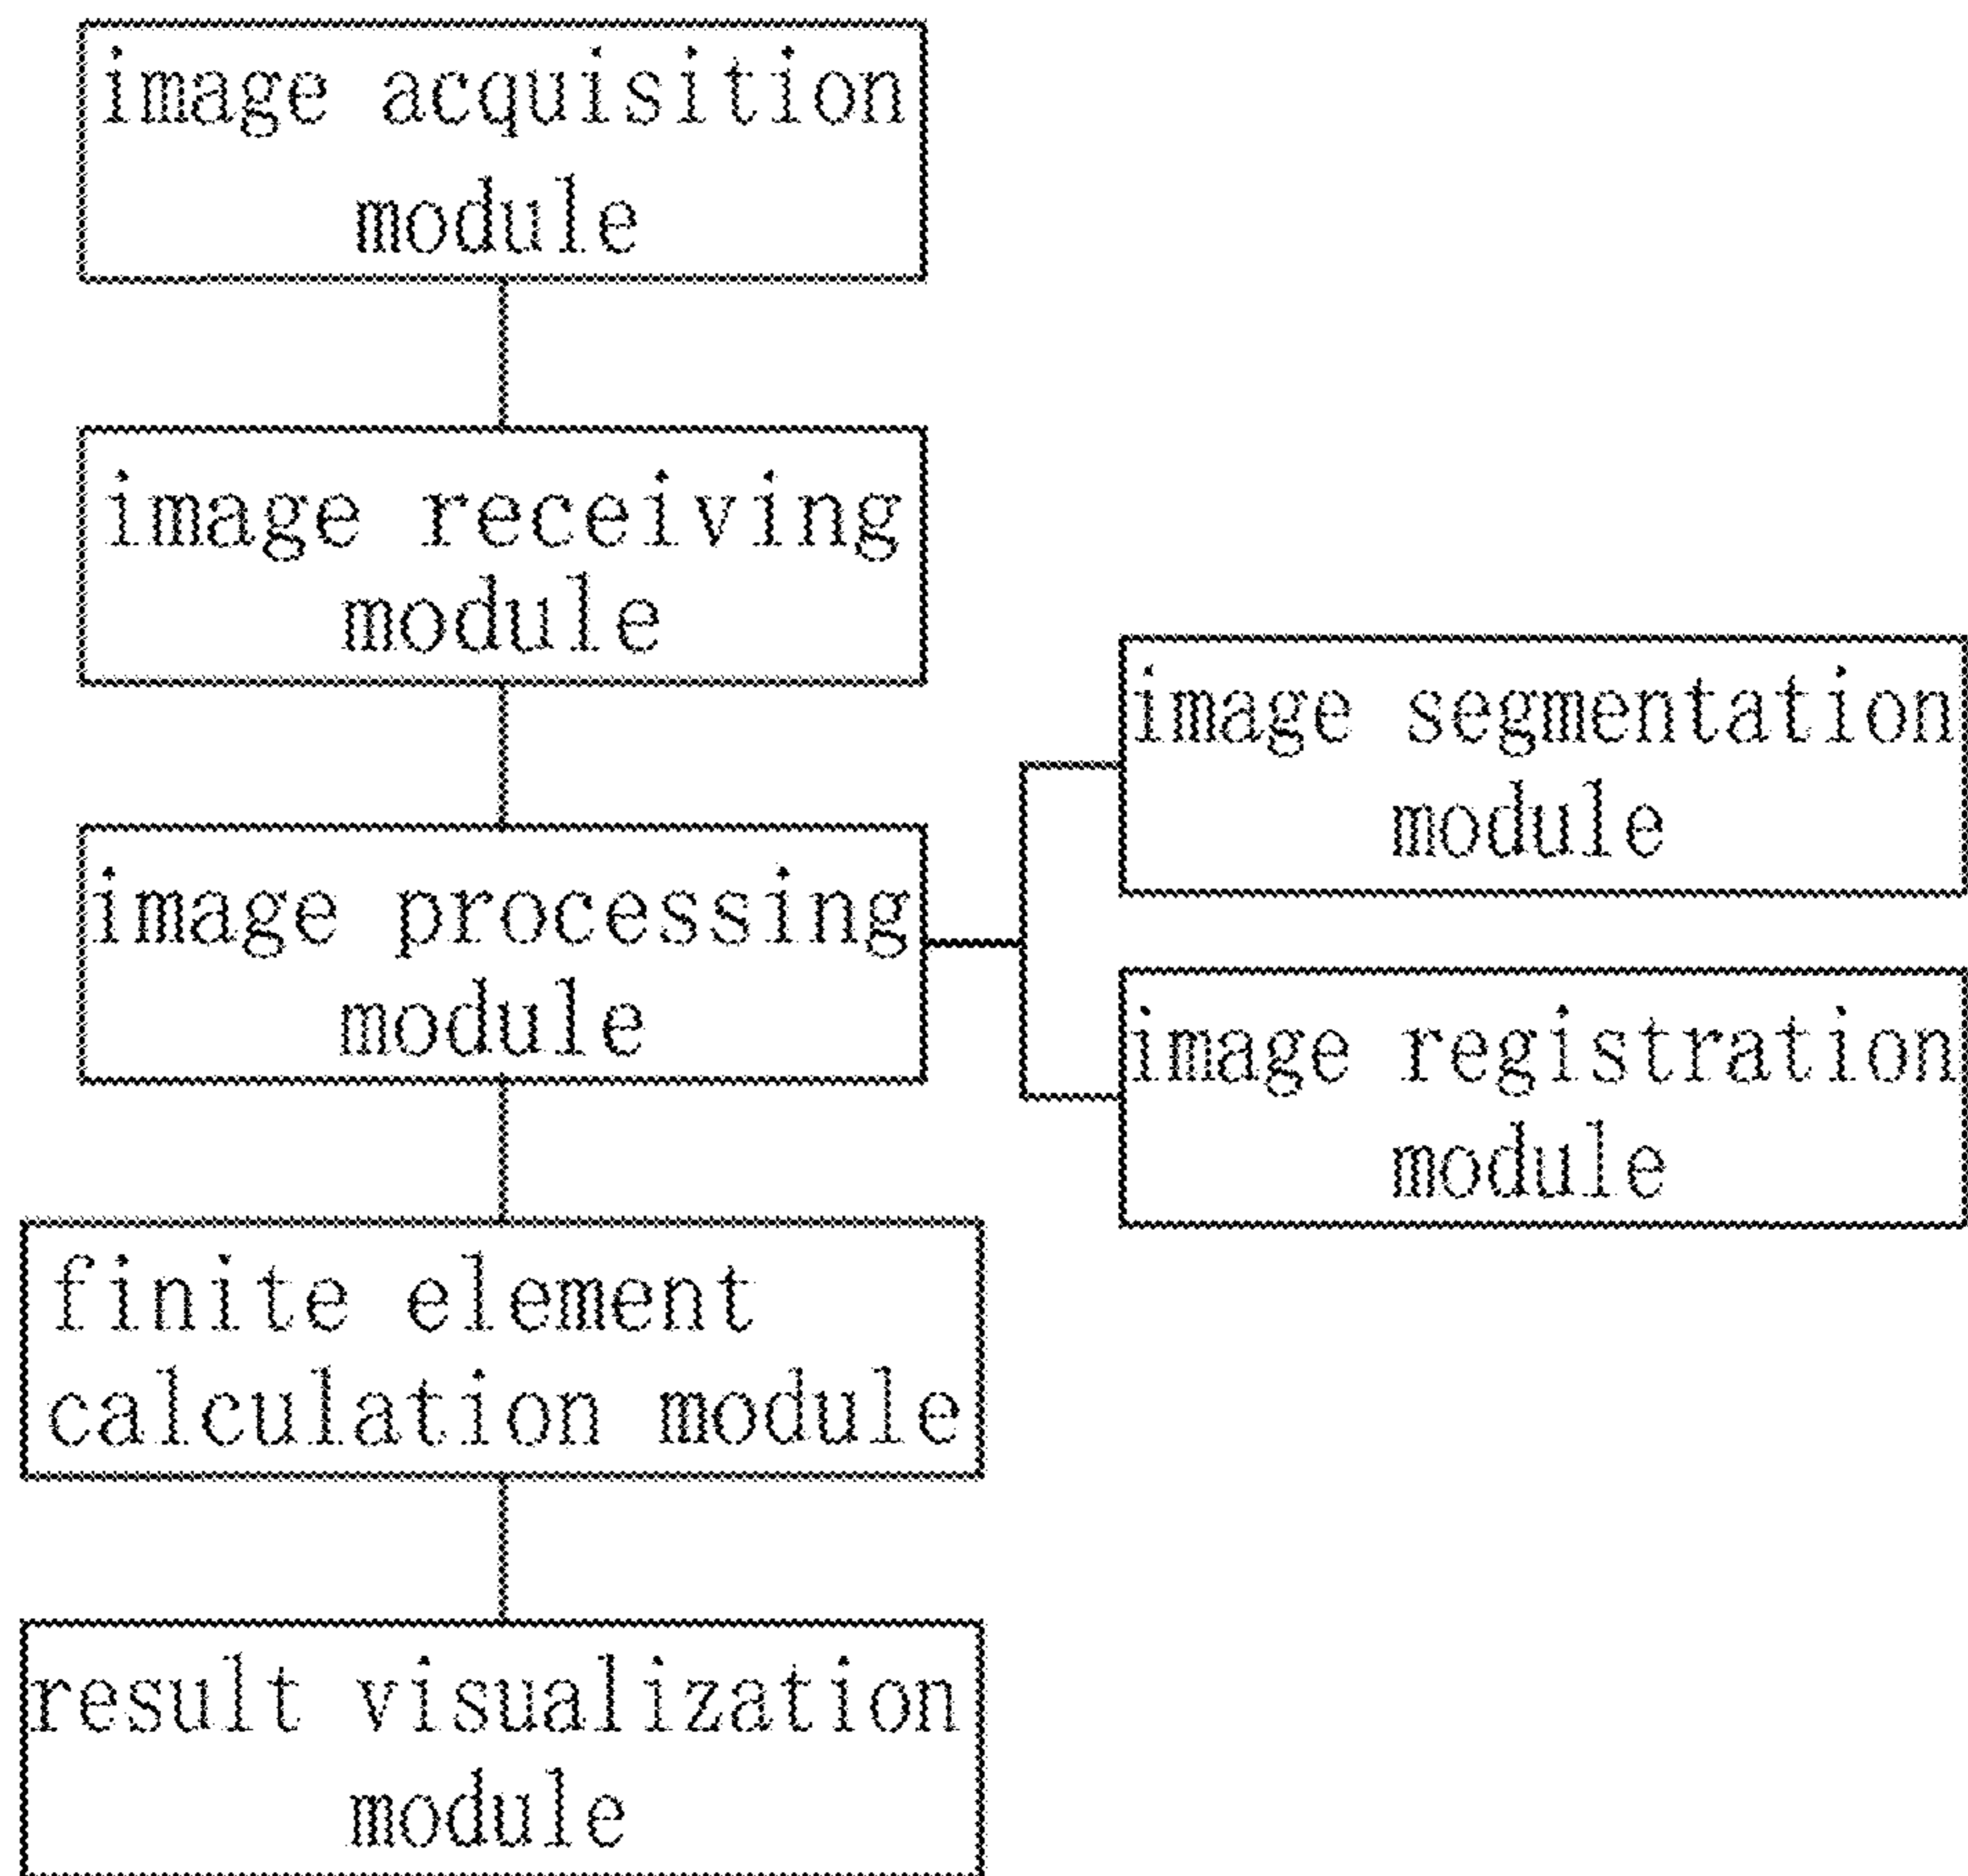 image acquisition
module
image receiving
module
image segmentation
module
image processing
module
image registration
module
finite element
calculation module
result visualization
module